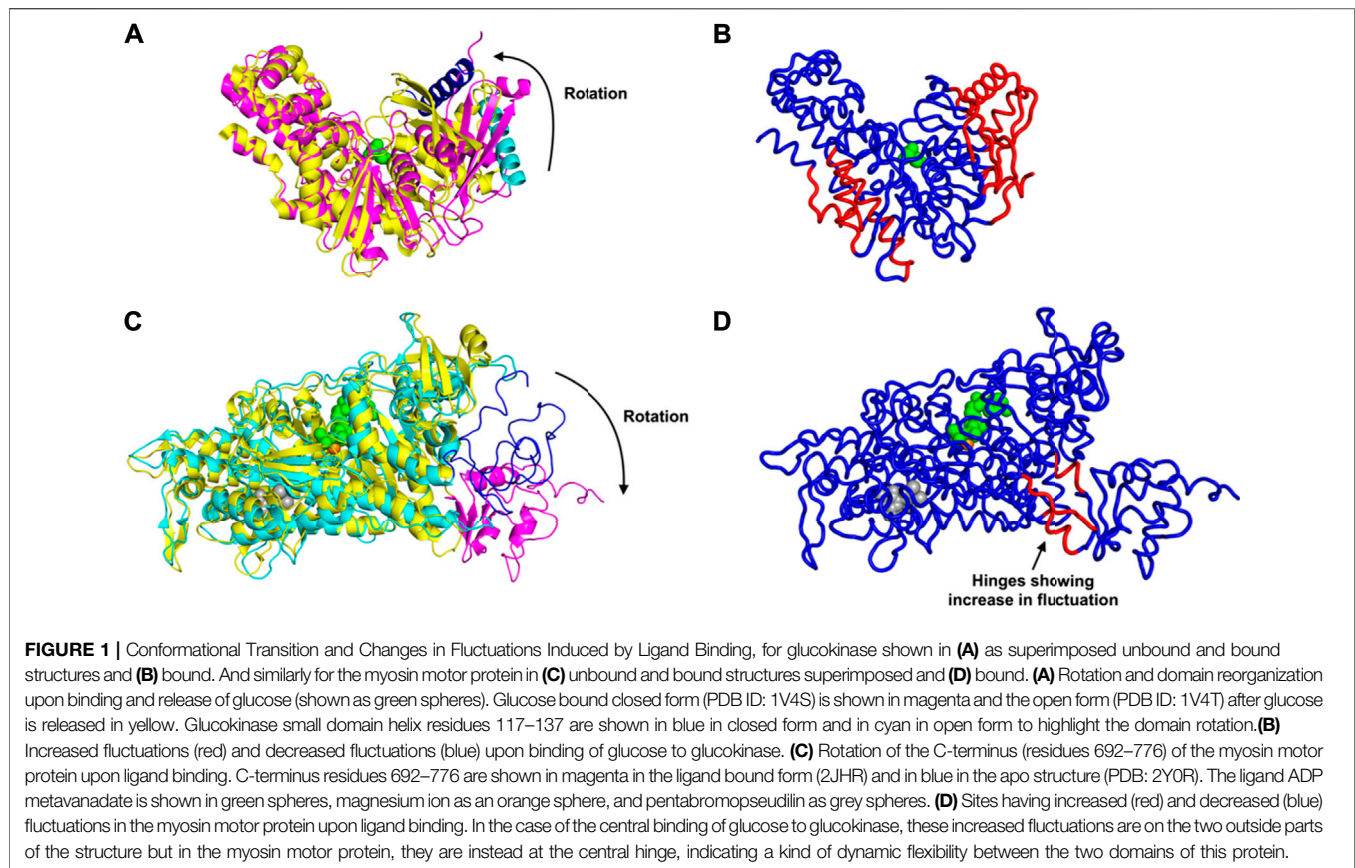 A
Rotation
B
C
Rotation
D
Hinges showing
increase in fluctuation
FIGURE 1 | Conformational Transition and Changes in Fluctuations Induced by Ligand Binding, for glucokinase shown in (A) as superimposed unbound and bound
structures and (B) bound. And similarly for the myosin motor protein in (C) unbound and bound structures superimposed and (D) bound. (A) Rotation and domain reorganization
upon binding and release of glucose (shown as green spheres). Glucose bound closed form (PDB ID: 1V4S) is shown in magenta and the open form (PDB ID: 1V4T) after glucose
is released in yellow. Glucokinase small domain helix residues 117–137 are shown in blue in closed form and in cyan in open form to highlight the domain rotation.(B)
Increased fluctuations (red) and decreased fluctuations (blue) upon binding of glucose to glucokinase. (C) Rotation of the C-terminus (residues 692–776) of the myosin motor
protein upon ligand binding. C-terminus residues 692–776 are shown in magenta in the ligand bound form (2JHR) and in blue in the apo structure (PDB: 2Y0R). The ligand ADP
metavanadate is shown in green spheres, magnesium ion as an orange sphere, and pentabromopseudilin as grey spheres. (D) Sites having increased (red) and decreased (blue)
fluctuations in the myosin motor protein upon ligand binding. In the case of the central binding of glucose to glucokinase, these increased fluctuations are on the two outside parts
of the structure but in the myosin motor protein, they are instead at the central hinge, indicating a kind of dynamic flexibility between the two domains of this protein.